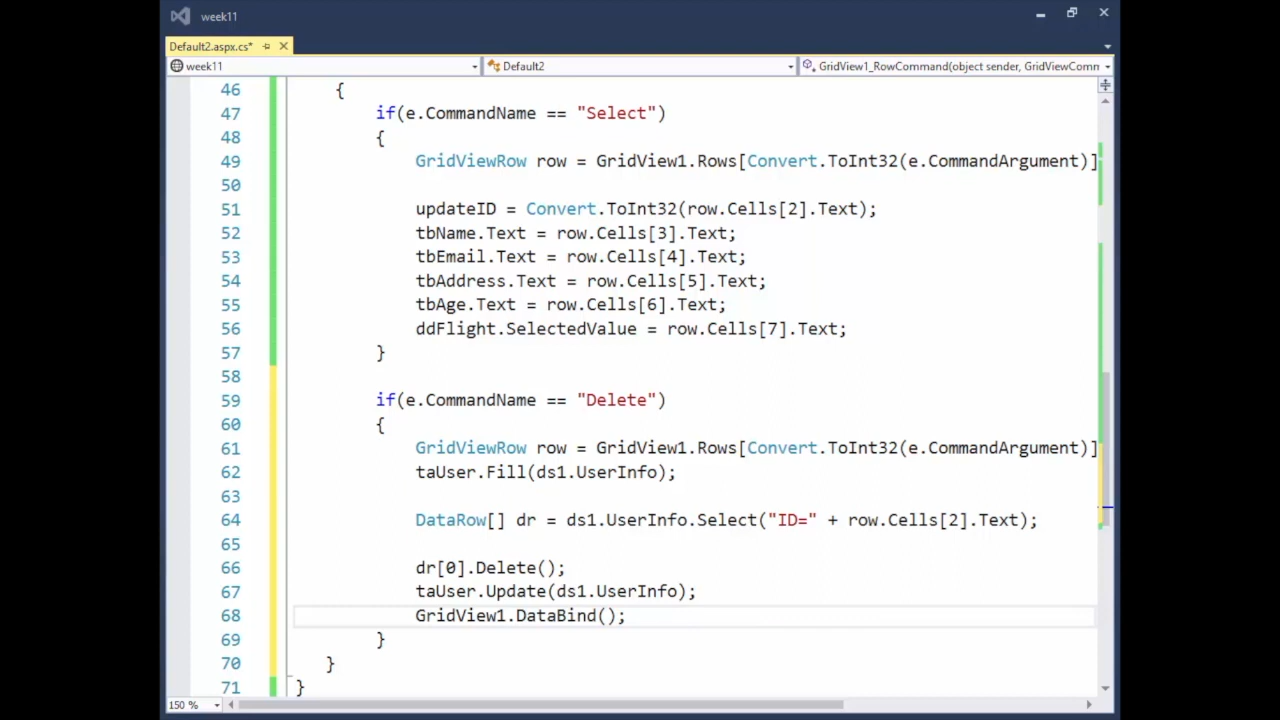 week11
Default2.aspx.cs*
week11
Default2
GridView1_RowCommand(object sender, GridViewComm
46 {
47 if(e.CommandName == "Select")
48 {
49 GridViewRow row = GridView1.Rows[Convert.ToInt32(e.CommandArgument)]
50
51 updateID = Convert.ToInt32(row.Cells[2].Text);
52 tbName.Text = row.Cells[3].Text;
53 tbEmail.Text = row.Cells[4].Text;
54 tbAddress.Text = row.Cells[5].Text;
55 tbAge.Text = row.Cells[6].Text;
56 ddFlight.SelectedValue = row.Cells[7].Text;
57 }
58
59 if(e.CommandName == "Delete")
60 {
61 GridViewRow row = GridView1.Rows[Convert.ToInt32(e.CommandArgument)]
62 taUser.Fill(ds1.UserInfo);
63
64 DataRow[] dr = ds1.UserInfo.Select("ID=" + row.Cells[2].Text);
65
66 dr[0].Delete();
67 taUser.Update(ds1.UserInfo);
68 GridView1.DataBind();
69 }
70 }
71 }
150 %